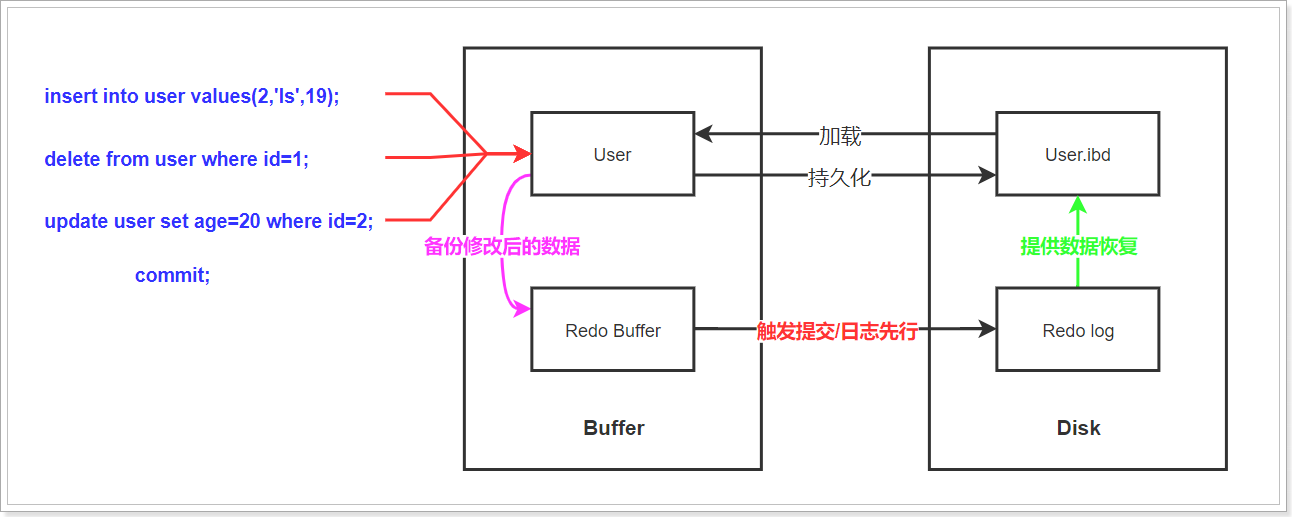 insert into user values(2,'ls',19);
delete from user where id=1;
update user set age=20 where id=2;
commit;
User
备份修改后的数据
Redo Buffer
Buffer
加载
持久化
触发提交/日志先行
User.ibd
提供数据恢复
Redo log
Disk